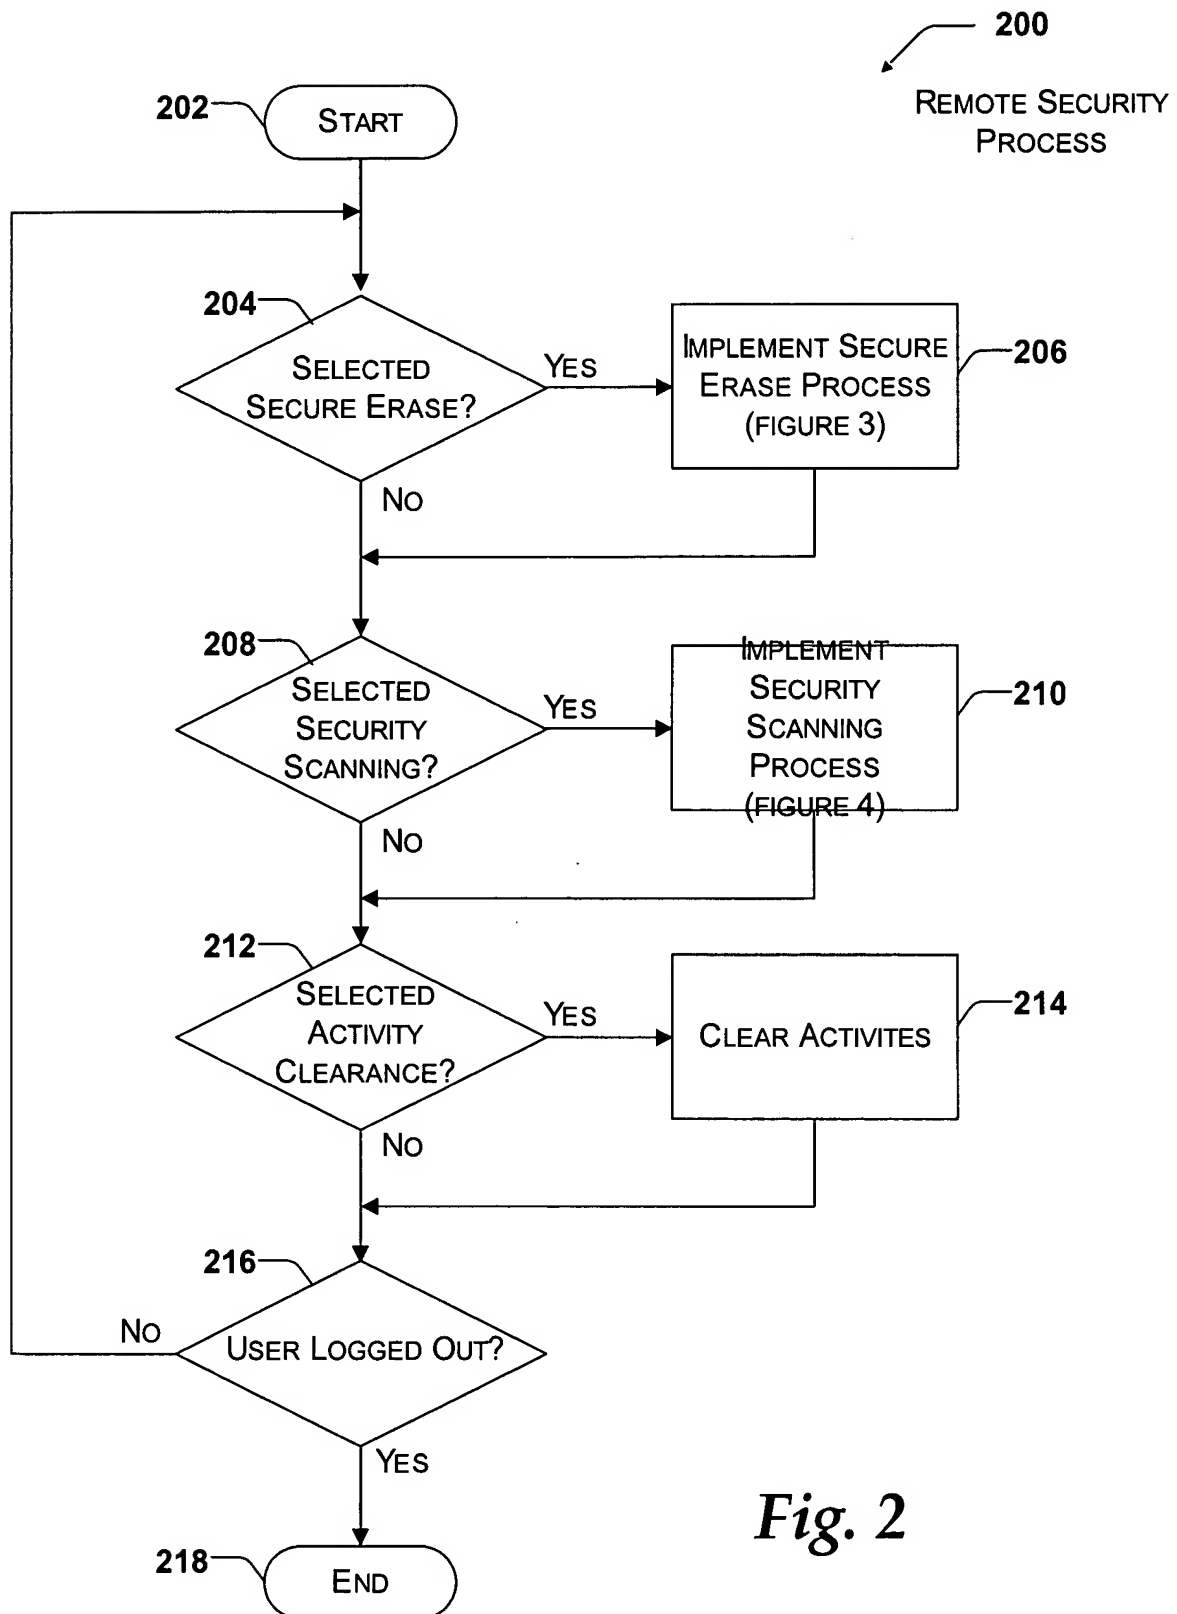 200
REMOTE SECURITY
PROCESS
202
START
204
SELECTED
SECURE ERASE?
YES
IMPLEMENT SECURE
ERASE PROCESS
(FIGURE 3)
206
NO
208
SELECTED
SECURITY
SCANNING?
YES
IMPLEMENT
SECURITY
SCANNING
PROCESS
(FIGURE 4)
210
NO
212
SELECTED
ACTIVITY
CLEARANCE?
YES
CLEAR ACTIVITES
214
NO
216
USER LOGGED OUT?
NO
YES
218
END
Fig. 2